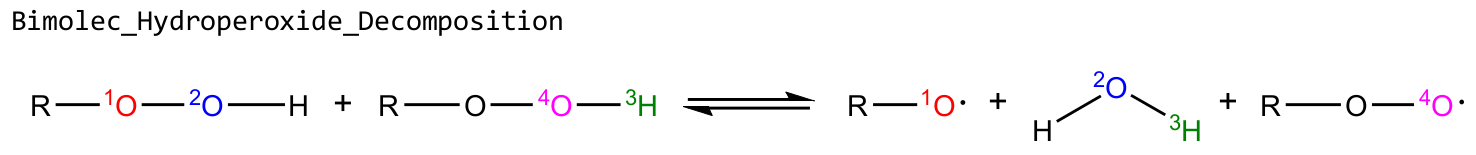 Bimolec_Hydroperoxide_Decomposition
R—¹O—²O—H + R—O—⁴O—³H ⇌ R—¹O· + H—²O—³H + R—O—⁴O·